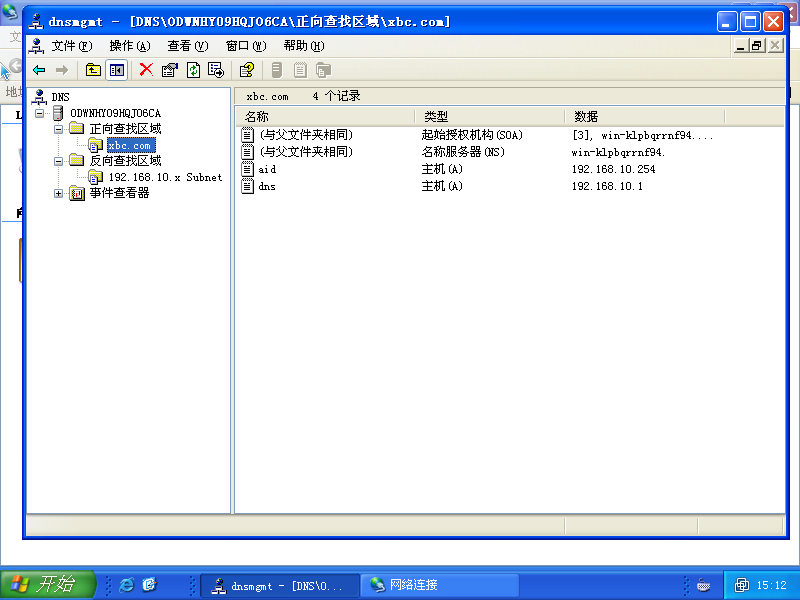 dnsmgmt - [DNS\ODWNHYO9HQJO6CA\正向查找区域\xbc.com]
文件(F) 操作(A) 查看(V) 窗口(W) 帮助(H)
DNS
ODWNHYO9HQJO6CA
正向查找区域
xbc.com
反向查找区域
192.168.10.x Subnet
事件查看器
xbc.com 4 个记录
名称 类型 数据
(与父文件夹相同) 起始授权机构(SOA) [3], win-klpbqrrnf94....
(与父文件夹相同) 名称服务器(NS) win-klpbqrrnf94.
aid 主机(A) 192.168.10.254
dns 主机(A) 192.168.10.1
开始 dnsmgmt - [DNS\O... 网络连接 15:12